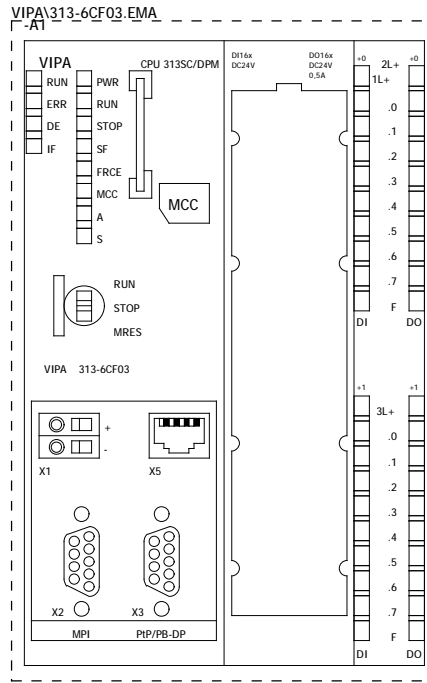 VIPA\313-6CF03.EMA
-A1
VIPA
CPU 313SC/DPM
RUN
ERR
DE
IF
PWR
RUN
STOP
SF
FRCE
MCC
A
S
MCC
RUN
STOP
MRES
VIPA 313-6CF03
+
-
X1
X5
X2
X3
MPI
PtP/PB-DP
DI16x
DC24V
DO16x
DC24V
0,5A
+0
2L+
+0
1L+
.0
.1
.2
.3
.4
.5
.6
.7
F
DI
DO
+1
+1
3L+
.0
.1
.2
.3
.4
.5
.6
.7
F
DI
DO